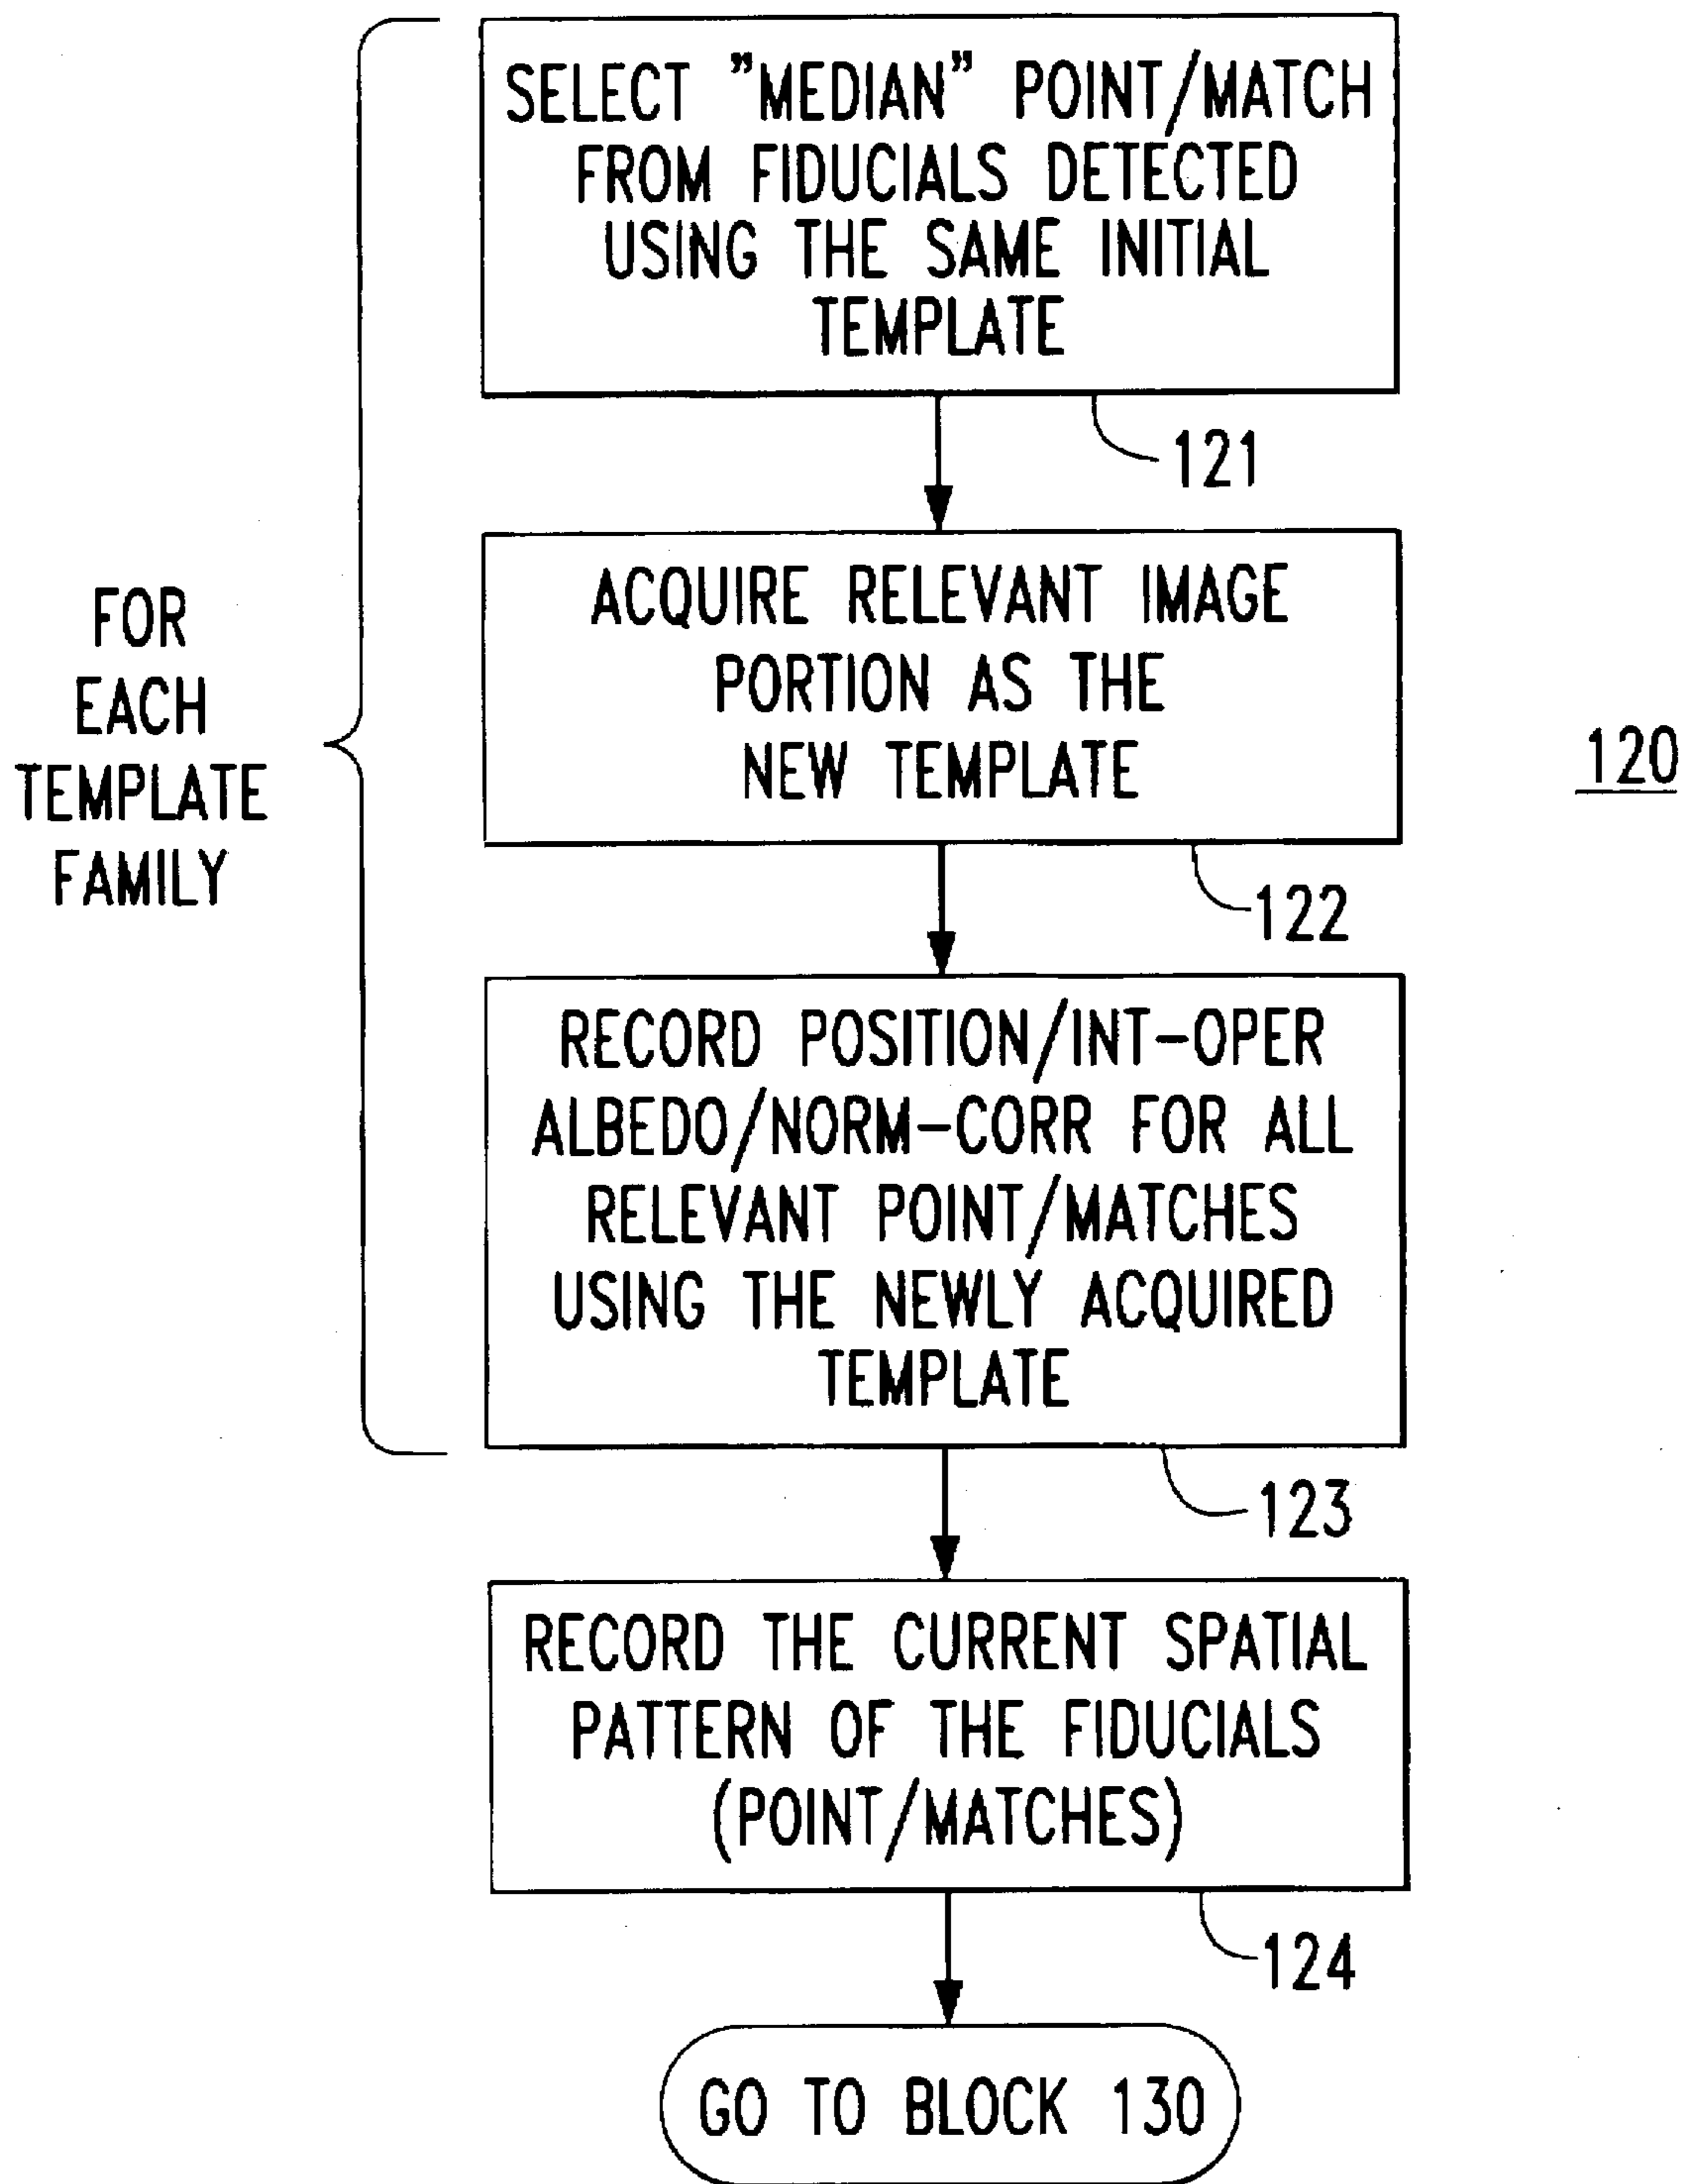 SELECT "MEDIAN" POINT/MATCH
FROM FIDUCIALS DETECTED
USING THE SAME INITIAL
TEMPLATE
121
ACQUIRE RELEVANT IMAGE
PORTION AS THE
NEW TEMPLATE
122
FOR
EACH
TEMPLATE
FAMILY
120
RECORD POSITION/INT-OPER
ALBEDO/NORM-CORR FOR ALL
RELEVANT POINT/MATCHES
USING THE NEWLY ACQUIRED
TEMPLATE
123
RECORD THE CURRENT SPATIAL
PATTERN OF THE FIDUCIALS
(POINT/MATCHES)
124
GO TO BLOCK 130